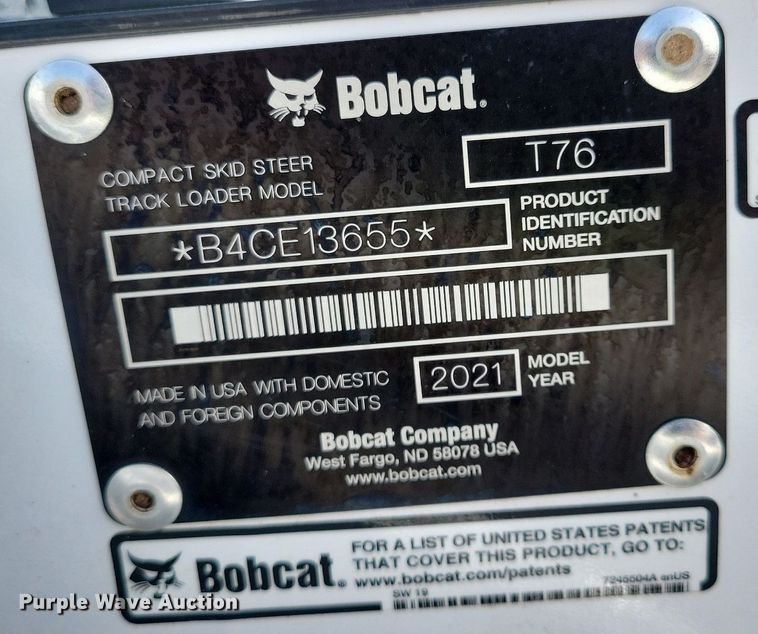 Bobcat.
COMPACT SKID STEER
TRACK LOADER MODEL
T76
*B4CE13655*
PRODUCT
IDENTIFICATION
NUMBER
MADE IN USA WITH DOMESTIC
AND FOREIGN COMPONENTS
2021
MODEL
YEAR
Bobcat Company
West Fargo, ND 58078 USA
www.bobcat.com
Bobcat.
FOR A LIST OF UNITED STATES PATENTS
THAT COVER THIS PRODUCT, GO TO:
www.bobcat.com/patents
7245504A enUS
SW 19
Purple Wave Auction